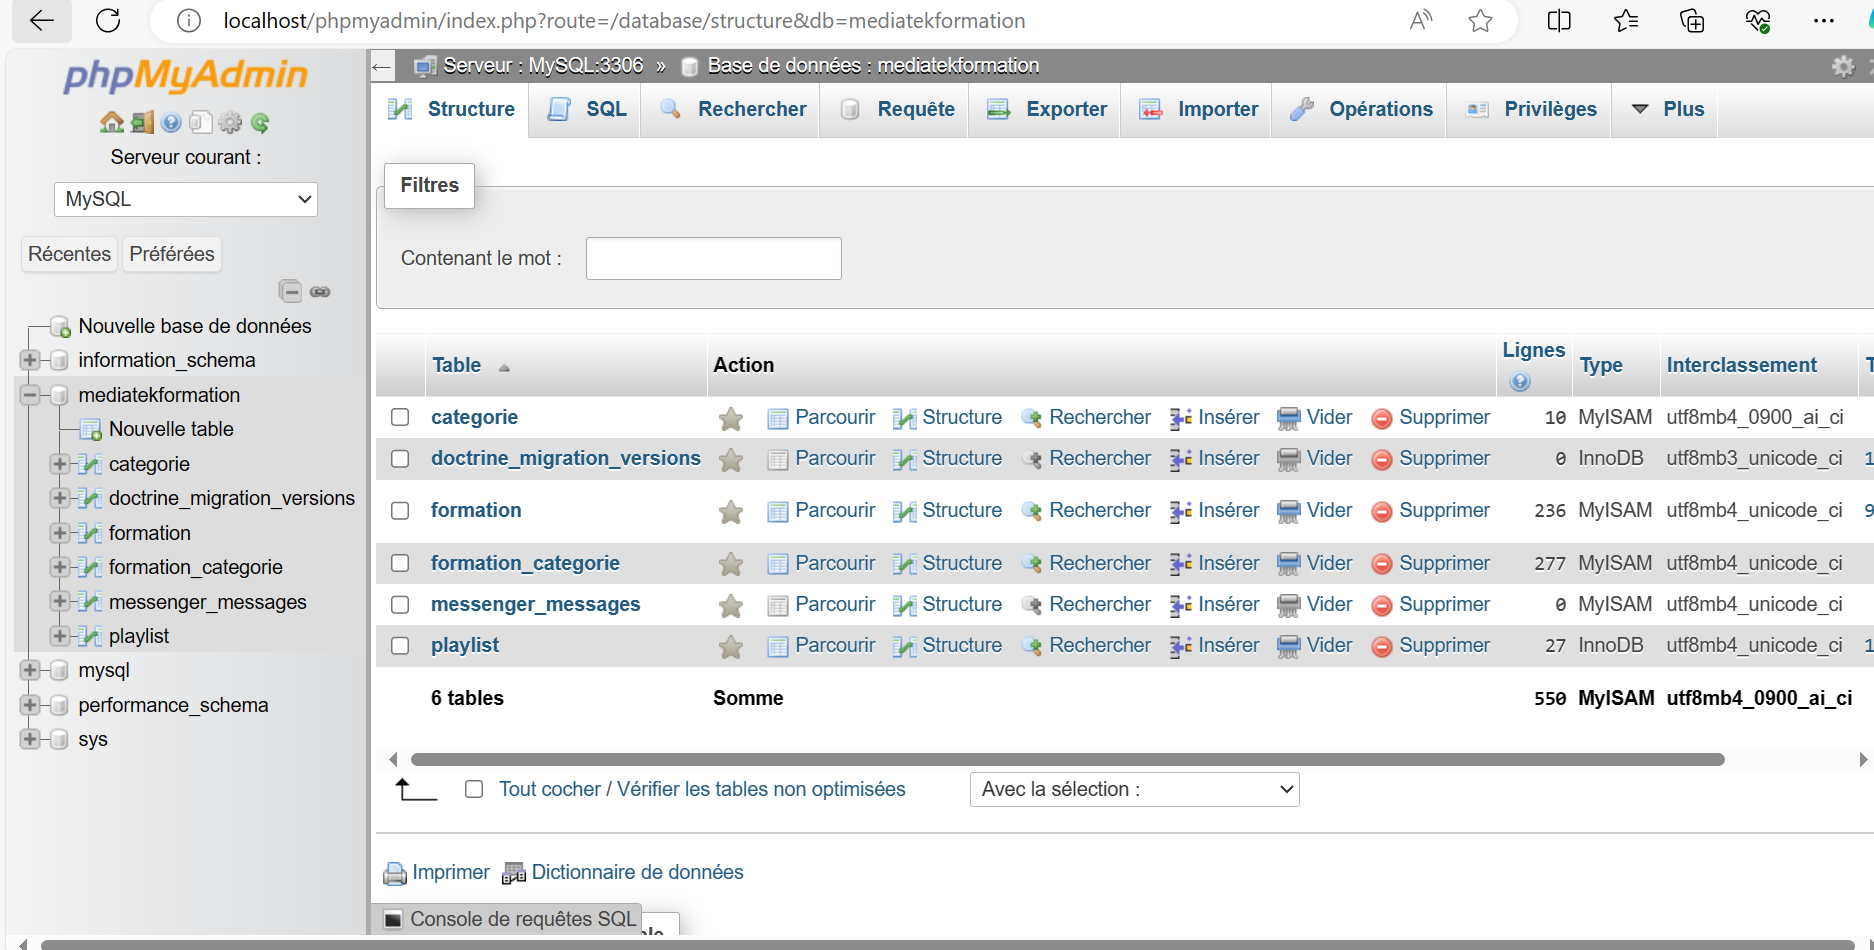 localhost/phpmyadmin/index.php?route=/database/structure&db=mediatekformation
phpMyAdmin
Serveur courant :
MySQL
Récentes Préférées
Nouvelle base de données
information_schema
mediatekformation
Nouvelle table
categorie
doctrine_migration_versions
formation
formation_categorie
messenger_messages
playlist
mysql
performance_schema
sys
Serveur : MySQL:3306 » Base de données : mediatekformation
Structure SQL Rechercher Requête Exporter Importer Opérations Privilèges Plus
Filtres
Contenant le mot :
Table Action Lignes Type Interclassement T
categorie Parcourir Structure Rechercher Insérer Vider Supprimer 10 MyISAM utf8mb4_0900_ai_ci
doctrine_migration_versions Parcourir Structure Rechercher Insérer Vider Supprimer 0 InnoDB utf8mb3_unicode_ci 1
formation Parcourir Structure Rechercher Insérer Vider Supprimer 236 MyISAM utf8mb4_unicode_ci 9
formation_categorie Parcourir Structure Rechercher Insérer Vider Supprimer 277 MyISAM utf8mb4_unicode_ci
messenger_messages Parcourir Structure Rechercher Insérer Vider Supprimer 0 MyISAM utf8mb4_unicode_ci
playlist Parcourir Structure Rechercher Insérer Vider Supprimer 27 InnoDB utf8mb4_unicode_ci 1
6 tables Somme 550 MyISAM utf8mb4_0900_ai_ci
Tout cocher / Vérifier les tables non optimisées Avec la sélection :
Imprimer Dictionnaire de données
Console de requêtes SQL